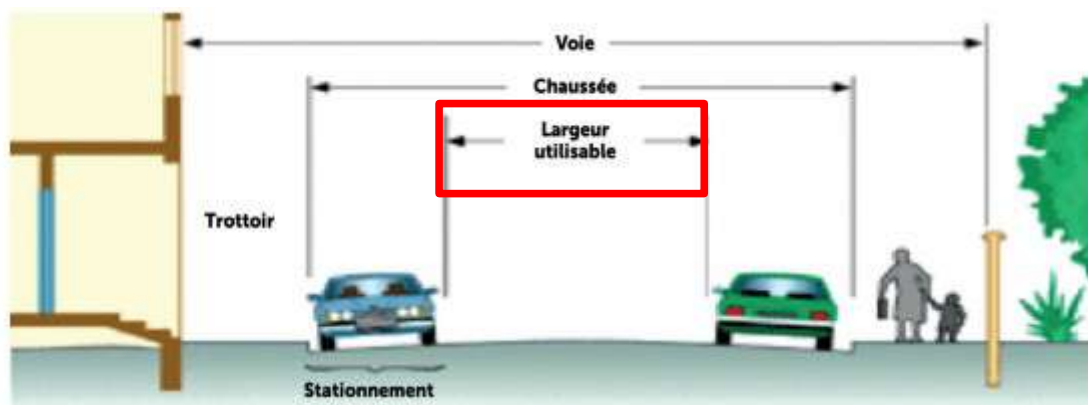 Voie
Chaussée
Largeur
utilisable
Trottoir
Stationnement